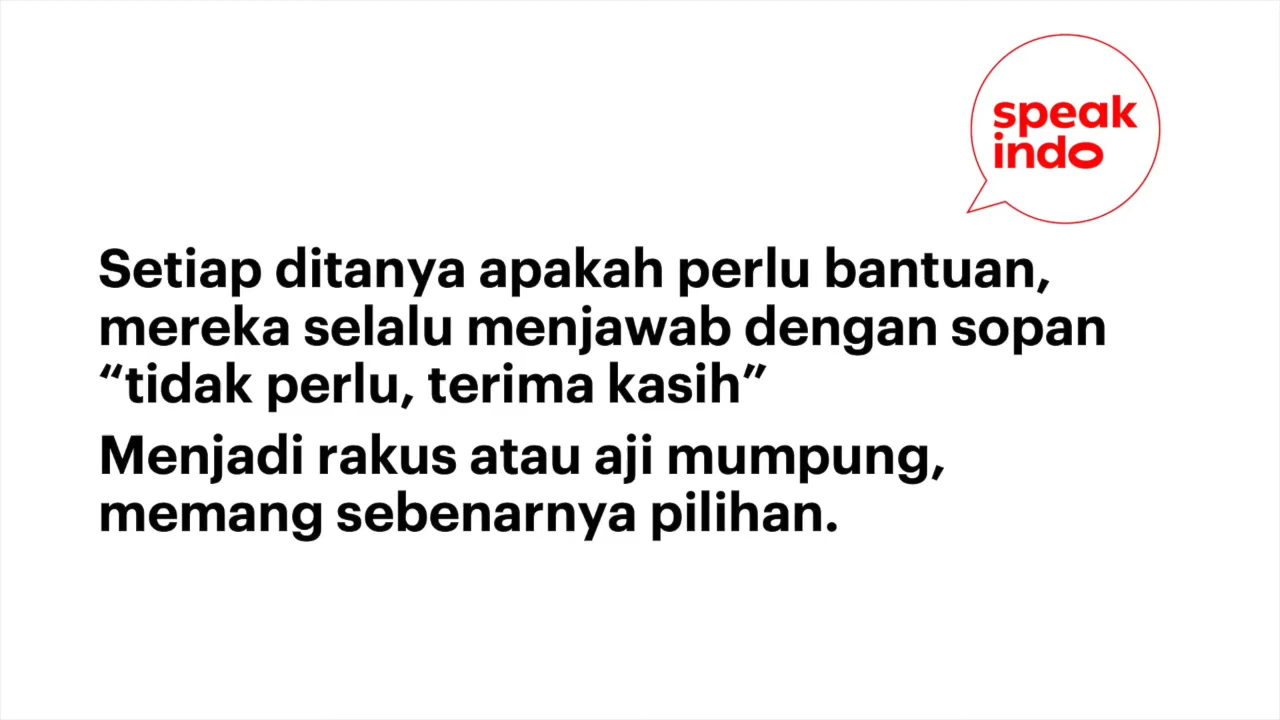 speak
indo
Setiap ditanya apakah perlu bantuan,
mereka selalu menjawab dengan sopan
“tidak perlu, terima kasih”
Menjadi rakus atau aji mumpung,
memang sebenarnya pilihan.